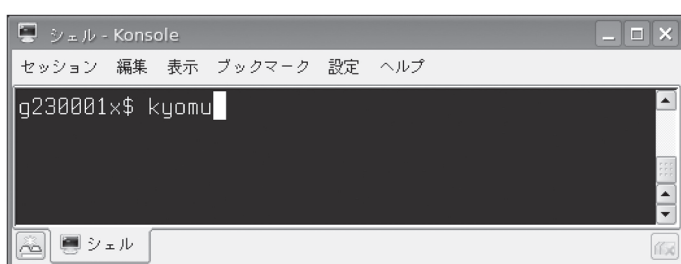 シェル - Konsole
セッション 編集 表示 ブックマーク 設定 ヘルプ
g230001x$ kyomu
シェル